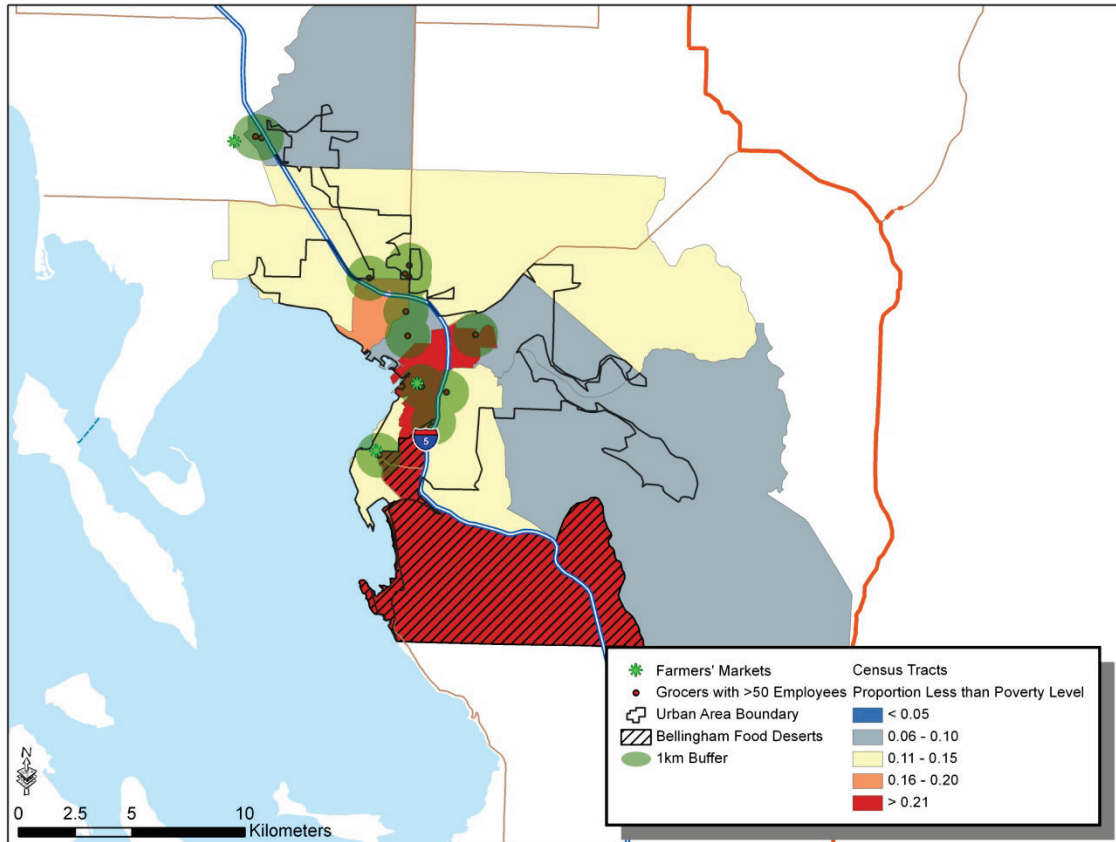 5
Farmers' Markets
Grocers with >50 Employees
Urban Area Boundary
Bellingham Food Deserts
1km Buffer
Census Tracts
Proportion Less than Poverty Level
< 0.05
0.06 - 0.10
0.11 - 0.15
0.16 - 0.20
> 0.21
N
0 2.5 5 10
Kilometers